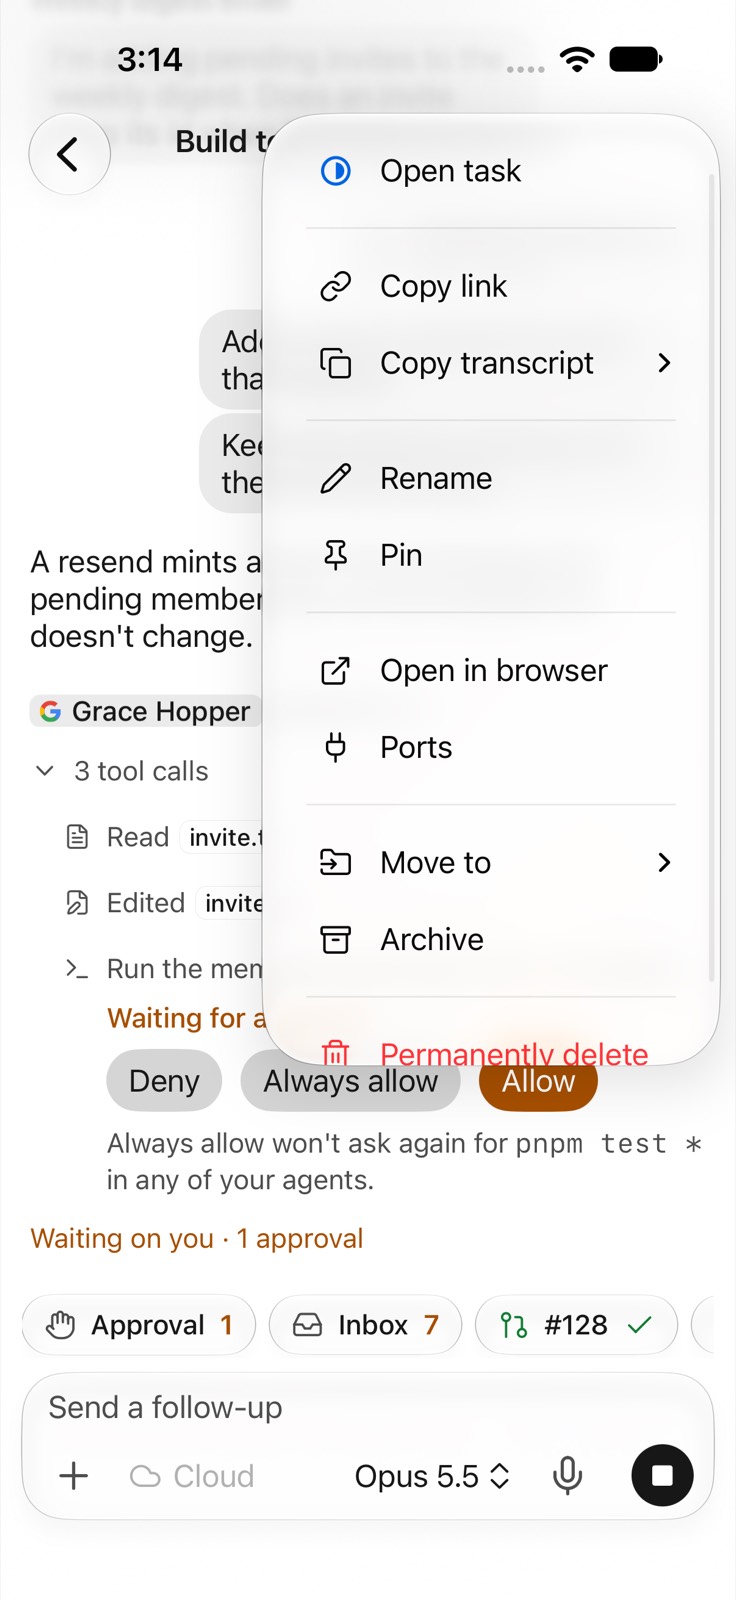 3:14
Build t
Open task
Copy link
Copy transcript
Rename
Pin
Open in browser
Ports
Move to
Archive
Permanently delete
Ad
tha
Kee
the
A resend mints a
pending member
doesn't change.
Grace Hopper
3 tool calls
Read invite.t
Edited invite
Run the mem
Waiting for a
Deny
Always allow
Allow
Always allow won't ask again for pnpm test *
in any of your agents.
Waiting on you · 1 approval
Approval 1
Inbox 7
#128
Send a follow-up
Cloud
Opus 5.5